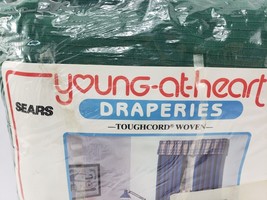 young-at-heart
SEARS
DRAPERIES
—TOUGHCORD® WOVEN—